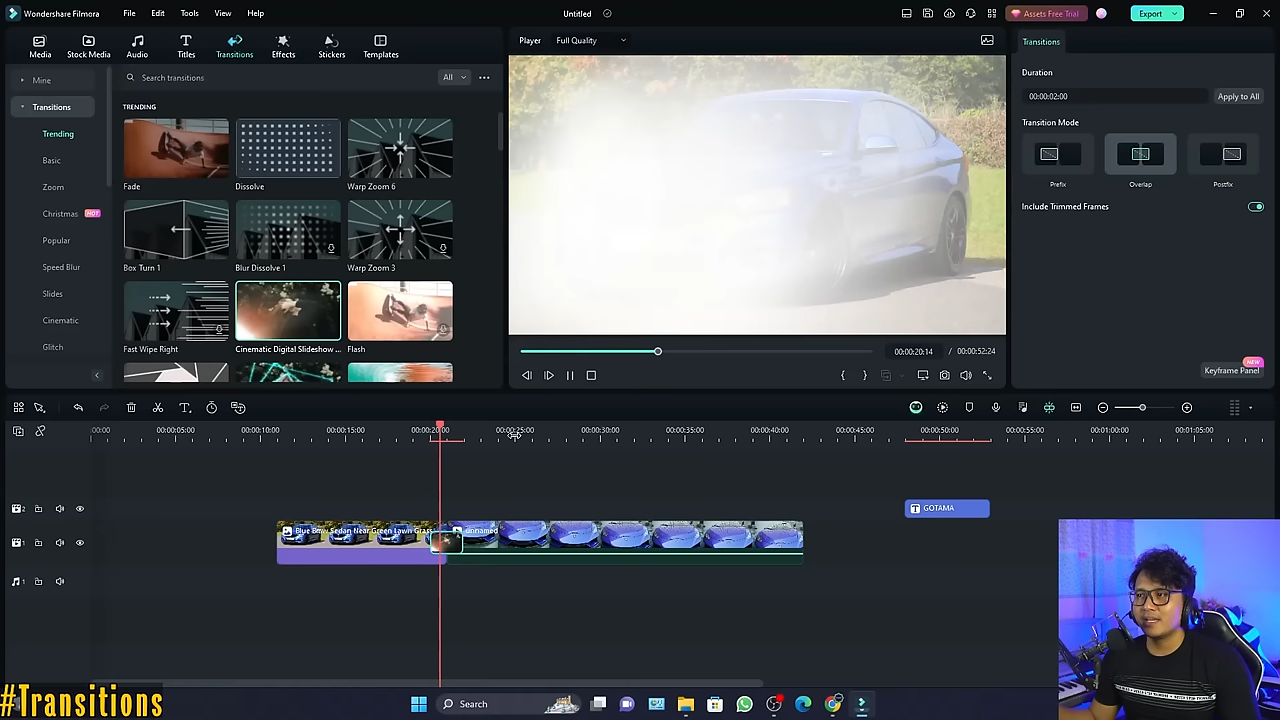 Wondershare Filmora
File
Edit
Tools
View
Help
Untitled
Assets Free Trial
Export
Media
Stock Media
Audio
Titles
Transitions
Effects
Stickers
Templates
Player
Full Quality
Transitions
Mine
Search transitions
All
Transitions
TRENDING
Trending
Basic
Zoom
Christmas HOT
Popular
Speed Blur
Slides
Cinematic
Glitch
Fade
Dissolve
Warp Zoom 6
Box Turn 1
Blur Dissolve 1
Warp Zoom 3
Fast Wipe Right
Cinematic Digital Slideshow ...
Flash
Duration
00:00:02:00
Apply to All
Transition Mode
Prefix
Overlap
Postfix
Include Trimmed Frames
00:00:20:14 / 00:00:52:24
NEW
Keyframe Panel
:00:00
00:00:05:00
00:00:10:00
00:00:15:00
00:00:20:00
00:00:25:00
00:00:30:00
00:00:35:00
00:00:40:00
00:00:45:00
00:00:50:00
00:00:55:00
00:01:00:00
00:01:05:00
2
GOTAMA
Blue Bmw Sedan Near Green Lawn Grass
unnamed
1
1
#Transitions
Search